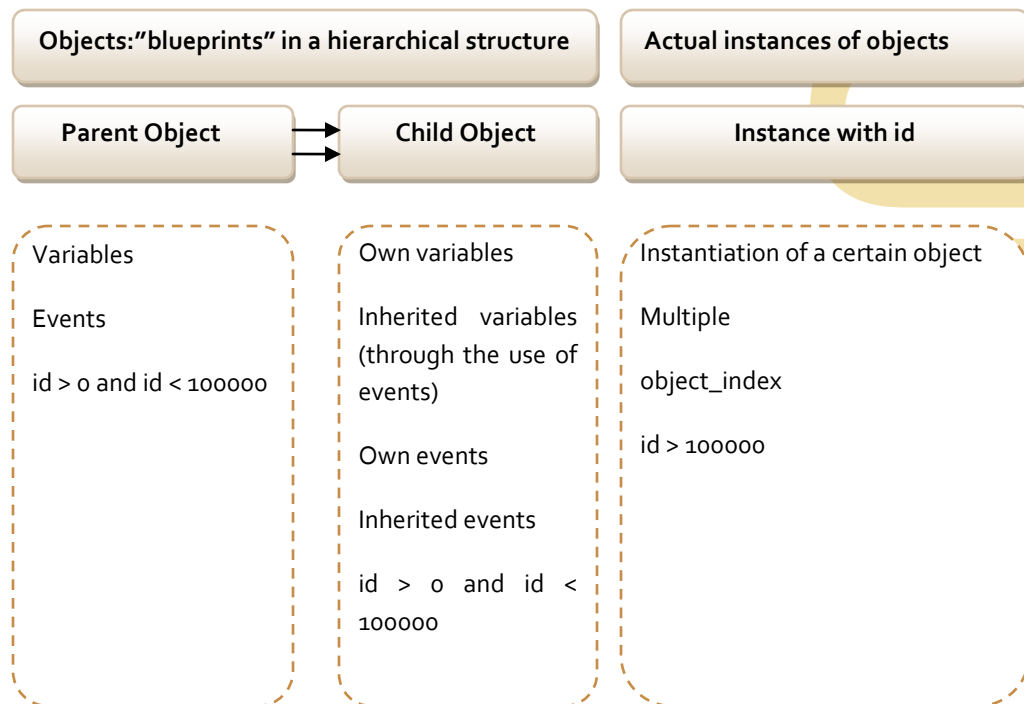 Objects:”blueprints” in a hierarchical structure
Actual instances of objects
Parent Object
Child Object
Instance with id
Variables
Events
id > 0 and id < 100000
Own variables
Inherited variables
(through the use of
events)
Own events
Inherited events
id > 0 and id <
100000
Instantiation of a certain object
Multiple
object_index
id > 100000